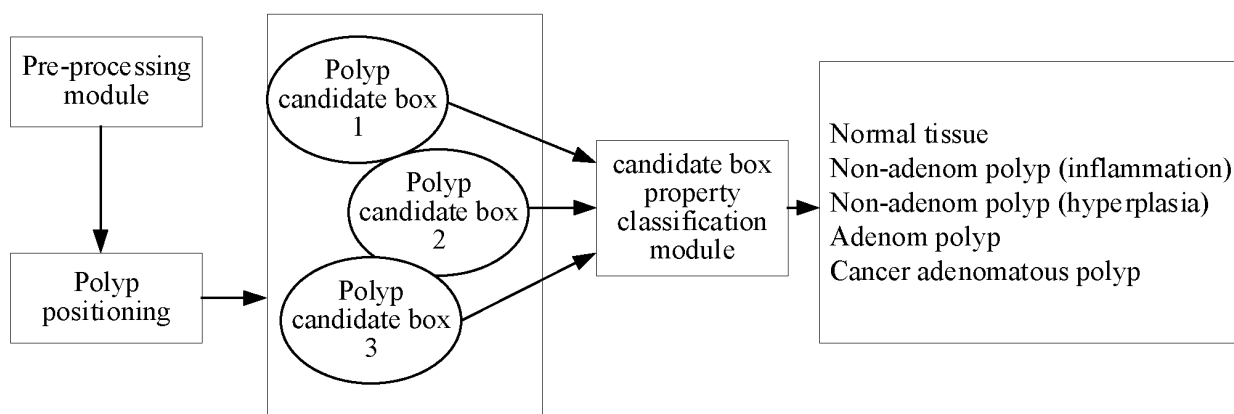 Pre-processing
module
Polyp
positioning
Polyp
candidate box
1
Polyp
candidate box
2
Polyp
candidate box
3
candidate box
property
classification
module
Normal tissue
Non-adenom polyp (inflammation)
Non-adenom polyp (hyperplasia)
Adenom polyp
Cancer adenomatous polyp